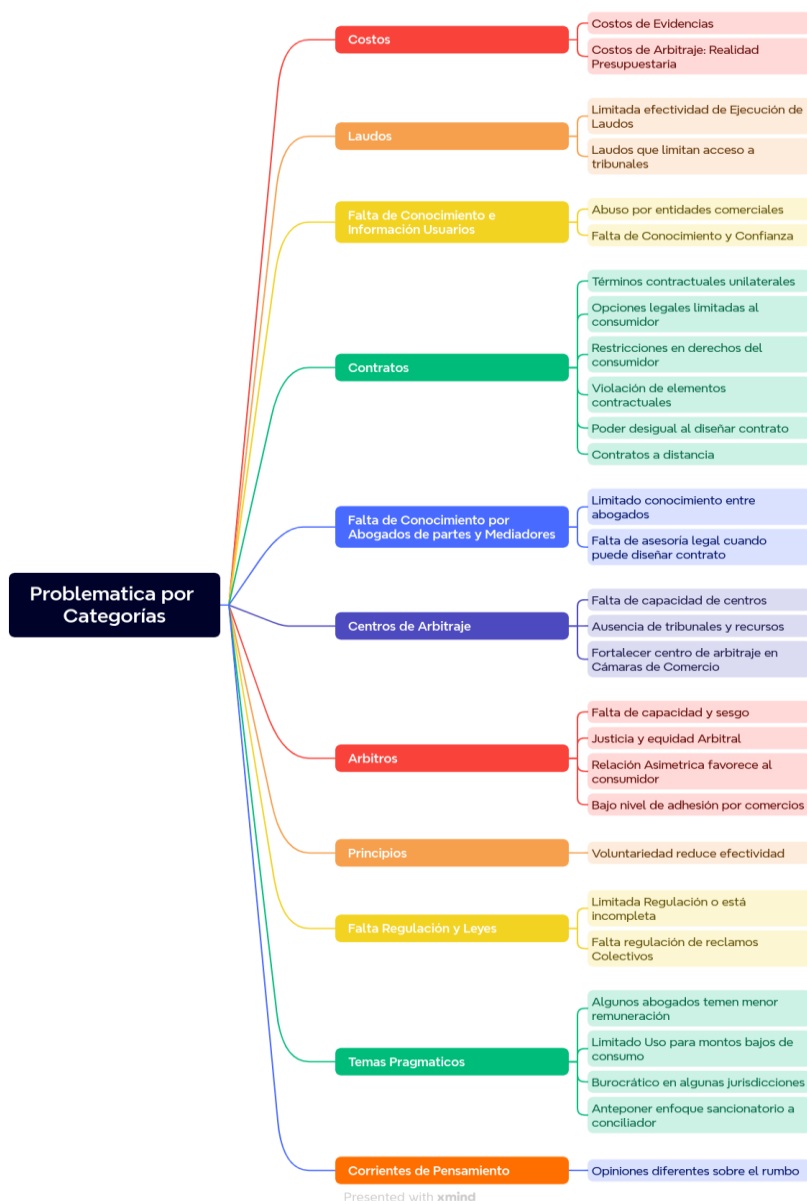 Problematica por
Categorías
Costos
Costos de Evidencias
Costos de Arbitraje: Realidad
Presupuestaria
Laudos
Limitada efectividad de Ejecución de
Laudos
Laudos que limitan acceso a
tribunales
Falta de Conocimiento e
Información Usuarios
Abuso por entidades comerciales
Falta de Conocimiento y Confianza
Contratos
Términos contractuales unilaterales
Opciones legales limitadas al
consumidor
Restricciones en derechos del
consumidor
Violación de elementos
contractuales
Poder desigual al diseñar contrato
Contratos a distancia
Falta de Conocimiento por
Abogados de partes y Mediadores
Limitado conocimiento entre
abogados
Falta de asesoría legal cuando
puede diseñar contrato
Centros de Arbitraje
Falta de capacidad de centros
Ausencia de tribunales y recursos
Fortalecer centro de arbitraje en
Cámaras de Comercio
Arbitros
Falta de capacidad y sesgo
Justicia y equidad Arbitral
Relación Asimetrica favorece al
consumidor
Bajo nivel de adhesión por comercios
Principios
Voluntariedad reduce efectividad
Falta Regulación y Leyes
Limitada Regulación o está
incompleta
Falta regulación de reclamos
Colectivos
Temas Pragmaticos
Algunos abogados temen menor
remuneración
Limitado Uso para montos bajos de
consumo
Burocrático en algunas jurisdicciones
Anteponer enfoque sancionatorio a
conciliador
Corrientes de Pensamiento
Opiniones diferentes sobre el rumbo
Presented with xmind